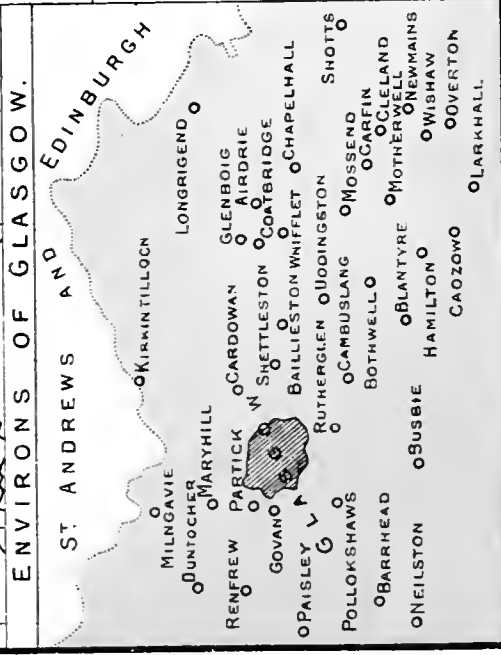 ENVIRONS OF GLASGOW.
ST. ANDREWS AND EDINBURGH
KIRKINTILLOCH
LONGRIGEND
MILNGAVIE
DUNTOCHER
MARYHILL
CARDOWAN
GLENBOIG
AIRDRIE
COATBRIDGE
CHAPELHALL
SHOTTS
RENFREW
PARTICK
SHETTLESTON
BAILLIESTON
WHIFFLET
GOVAN
GLASGOW
PAISLEY
RUTHERGLEN
UDDINGSTON
MOSSEND
CARFIN
CLELAND
NEWMAINS
POLLOKSHAWS
CAMBUSLANG
MOTHERWELL
WISHAW
BOTHWELL
BARRHEAD
BLANTYRE
OVERTON
BUSBIE
HAMILTON
NEILSTON
CAOZOW
LARKHALL